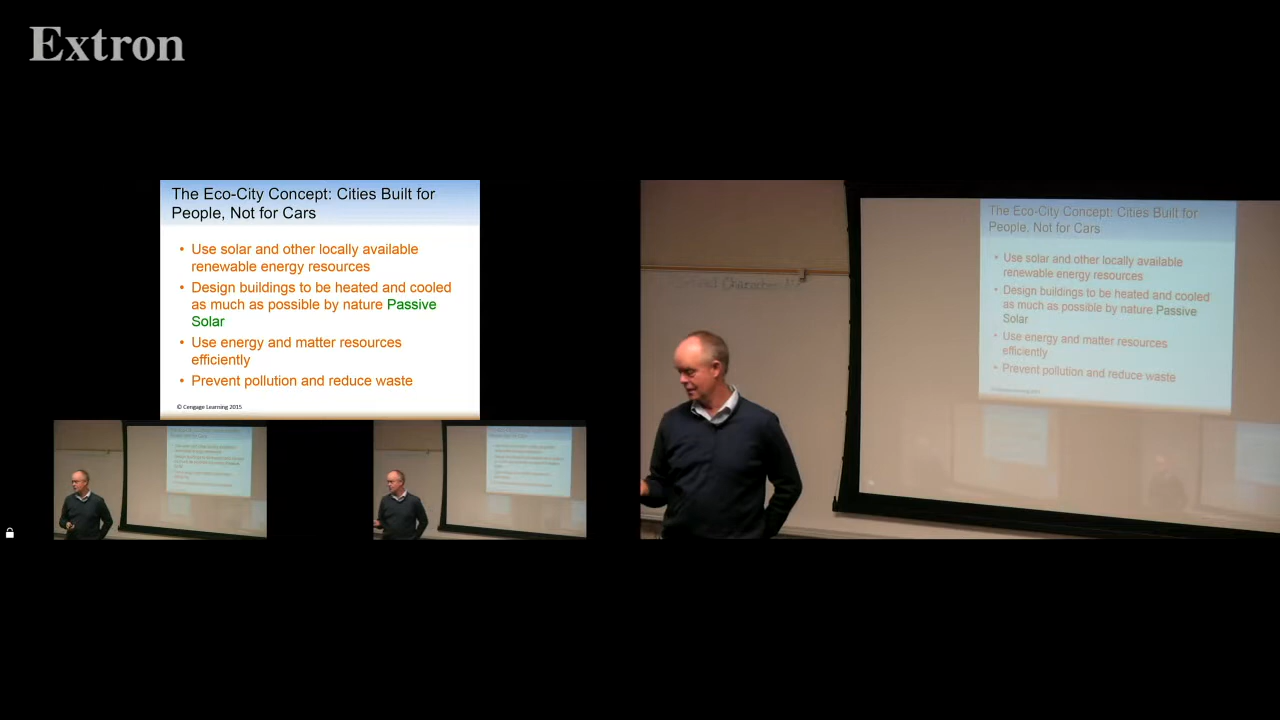 Extron
The Eco-City Concept: Cities Built for
People, Not for Cars
• Use solar and other locally available
renewable energy resources
• Design buildings to be heated and cooled
as much as possible by nature Passive
Solar
• Use energy and matter resources
efficiently
• Prevent pollution and reduce waste
© Cengage Learning 2015
The Eco-City Concept: Cities Built for
People, Not for Cars
• Use solar and other locally available
renewable energy resources
• Design buildings to be heated and cooled
as much as possible by nature Passive
Solar
• Use energy and matter resources
efficiently
• Prevent pollution and reduce waste